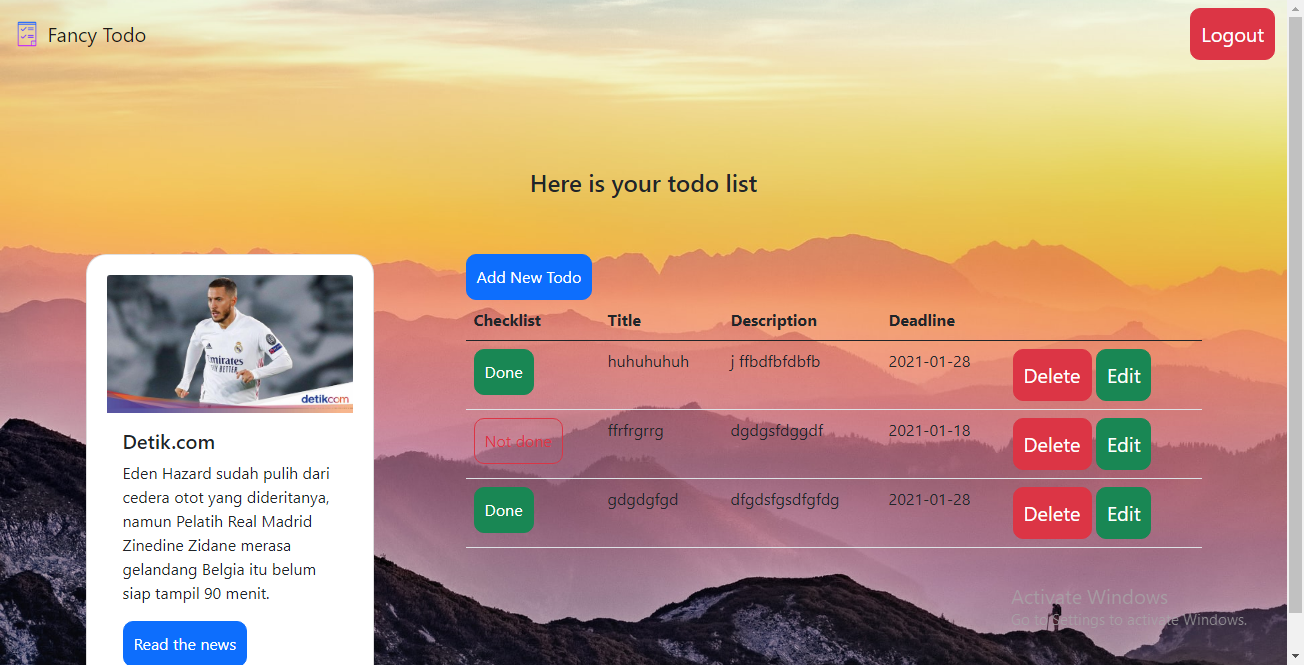 Fancy Todo
Logout
Here is your todo list
Emirates
FLY BETTER
detikcom
Detik.com
Eden Hazard sudah pulih dari
cedera otot yang dideritanya,
namun Pelatih Real Madrid
Zinedine Zidane merasa
gelandang Belgia itu belum
siap tampil 90 menit.
Read the news
Add New Todo
Checklist Title Description Deadline
Done huhuhuhuh j ffbdfbfdbfb 2021-01-28 Delete Edit
Not done ffrfrgrrg dgdgsfdggdf 2021-01-18 Delete Edit
Done gdgdgfgd dfgdsfgsdfgfdg 2021-01-28 Delete Edit
Activate Windows
Go to Settings to activate Windows.